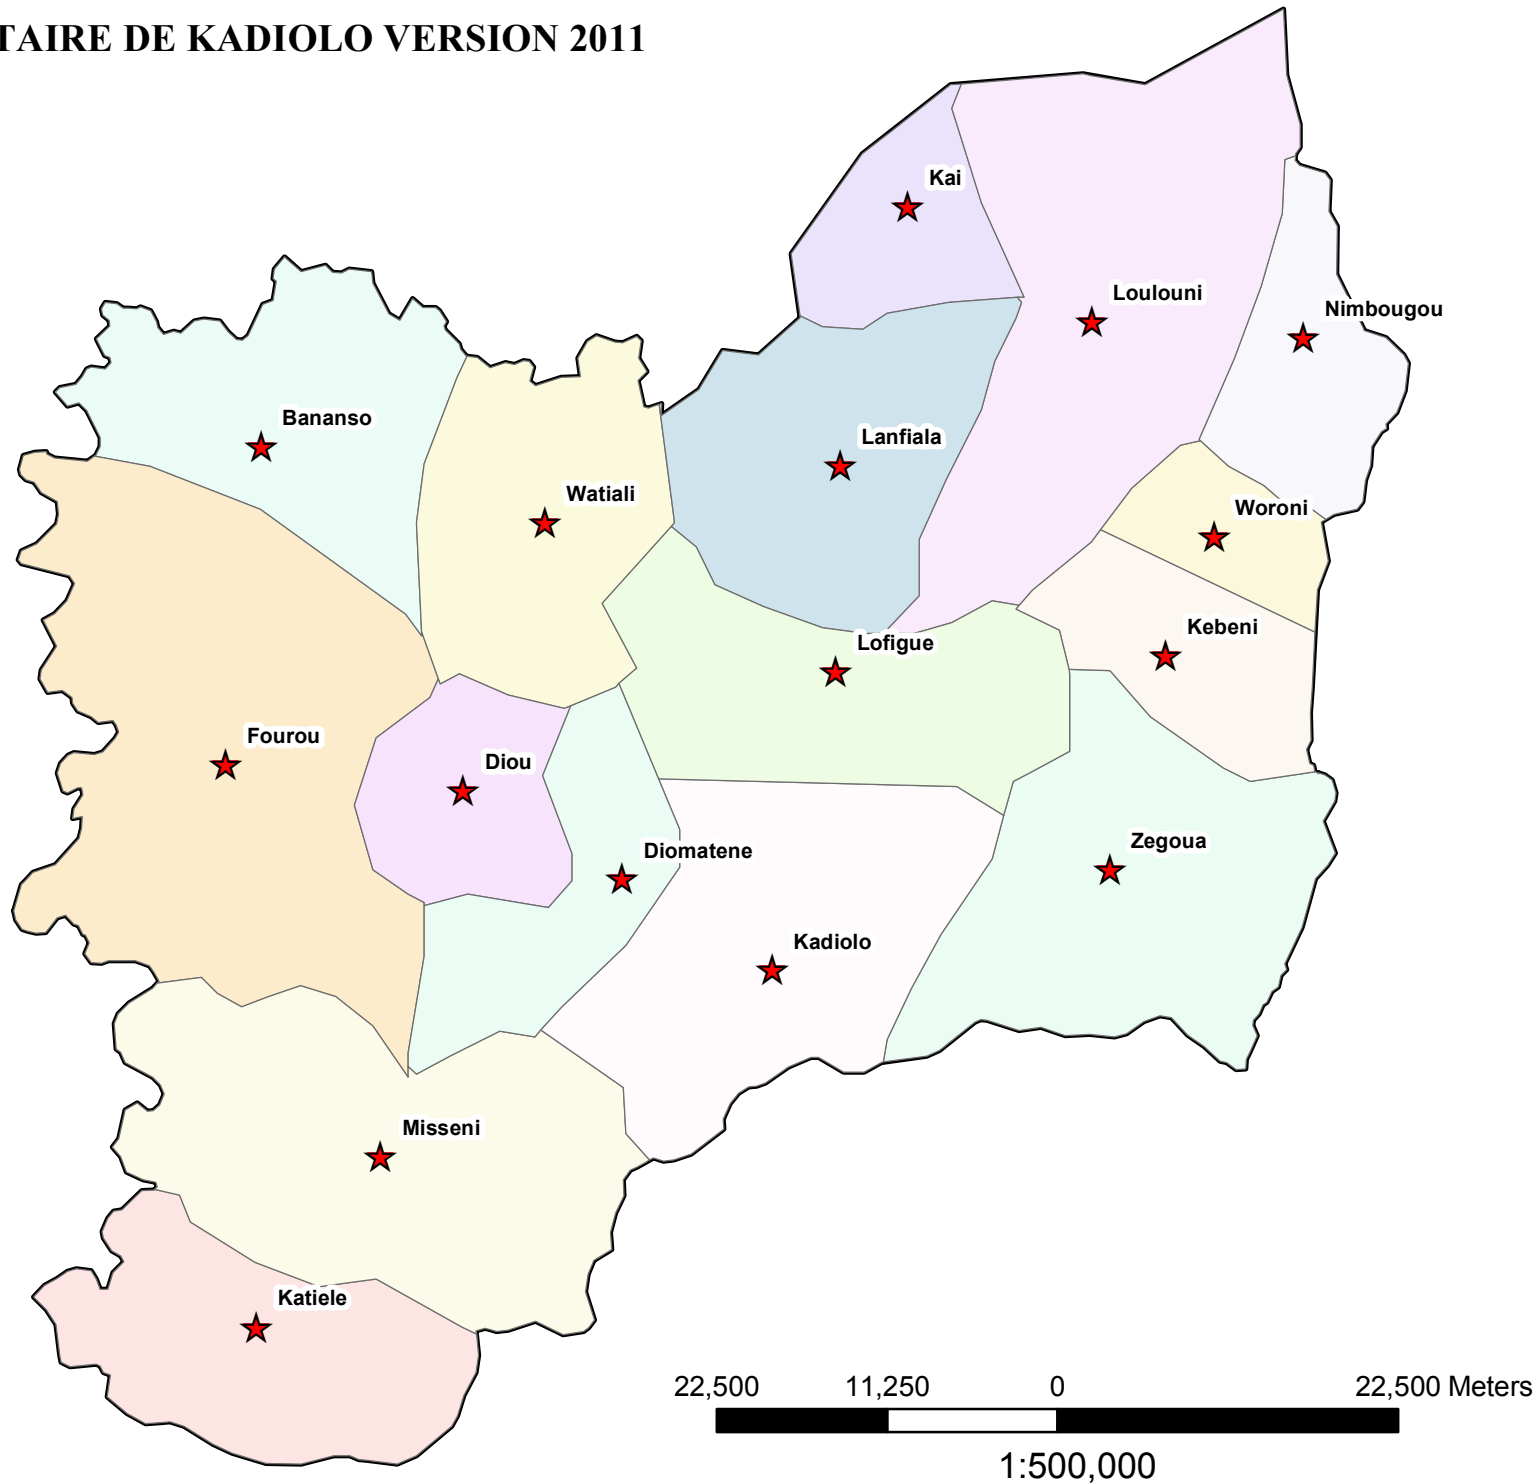 TAIRE DE KADIOLO VERSION 2011
Kai
Loulouni
Nimbougou
Bananso
Lanfiala
Watiali
Woroni
Kebeni
Lofigue
Fourou
Diou
Zegoua
Diomatene
Kadiolo
Misseni
Katiele
22,500 11,250 0 22,500 Meters
1:500,000